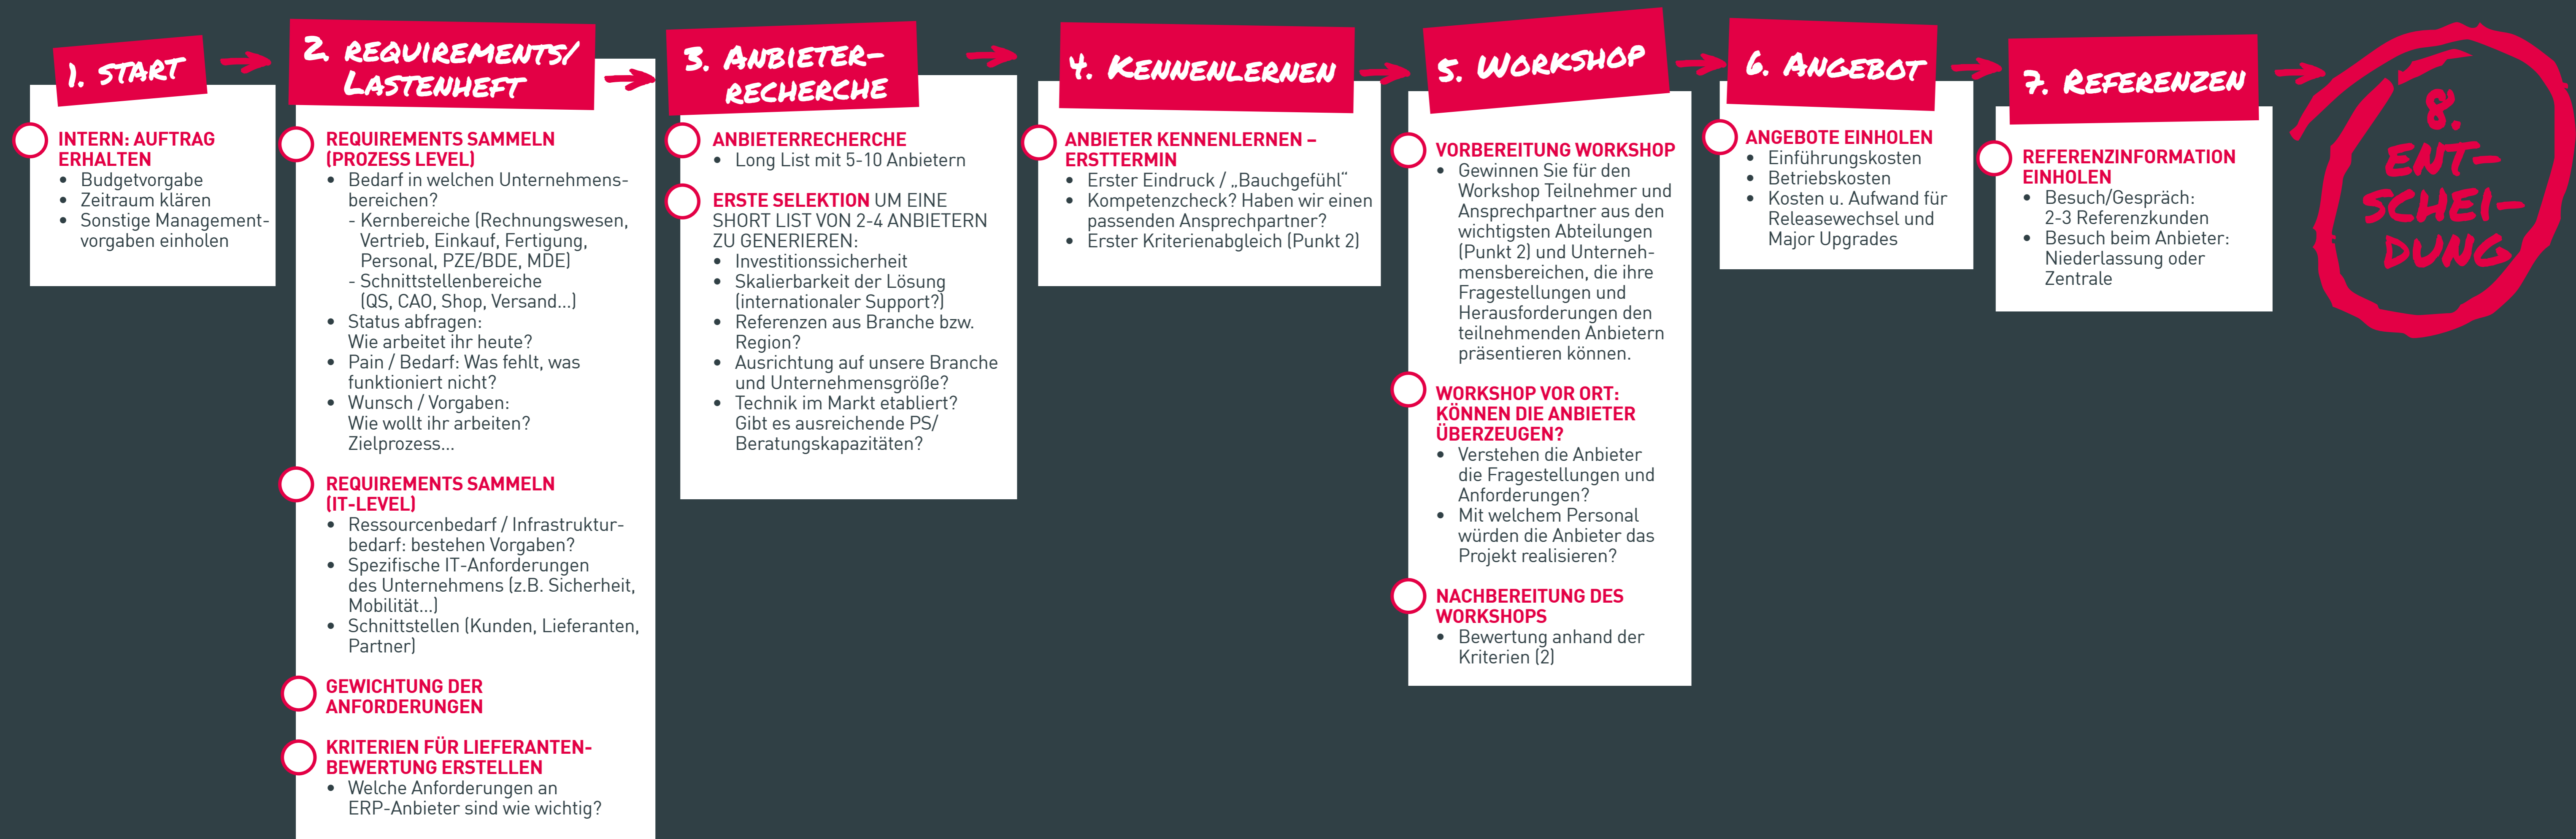 1. START
INTERN: AUFTRAG
ERHALTEN
• Budgetvorgabe
• Zeitraum klären
• Sonstige Management-
vorgaben einholen
2. REQUIREMENTS/
LASTENHEFT
REQUIREMENTS SAMMELN
(PROZESS LEVEL)
• Bedarf in welchen Unternehmens-
bereichen?
- Kernbereiche (Rechnungswesen,
Vertrieb, Einkauf, Fertigung,
Personal, PZE/BDE, MDE)
- Schnittstellenbereiche
(QS, CAO, Shop, Versand...)
• Status abfragen:
Wie arbeitet ihr heute?
• Pain / Bedarf: Was fehlt, was
funktioniert nicht?
• Wunsch / Vorgaben:
Wie wollt ihr arbeiten?
Zielprozess...
REQUIREMENTS SAMMELN
(IT-LEVEL)
• Ressourcenbedarf / Infrastruktur-
bedarf: bestehen Vorgaben?
• Spezifische IT-Anforderungen
des Unternehmens (z.B. Sicherheit,
Mobilität...)
• Schnittstellen (Kunden, Lieferanten,
Partner)
GEWICHTUNG DER
ANFORDERUNGEN
KRITERIEN FÜR LIEFERANTEN-
BEWERTUNG ERSTELLEN
• Welche Anforderungen an
ERP-Anbieter sind wie wichtig?
3. ANBIETER-
RECHERCHE
ANBIETERRECHERCHE
• Long List mit 5-10 Anbietern
ERSTE SELEKTION UM EINE
SHORT LIST VON 2-4 ANBIETERN
ZU GENERIEREN:
• Investitionssicherheit
• Skalierbarkeit der Lösung
(internationaler Support?)
• Referenzen aus Branche bzw.
Region?
• Ausrichtung auf unsere Branche
und Unternehmensgröße?
• Technik im Markt etabliert?
Gibt es ausreichende PS/
Beratungskapazitäten?
4. KENNENLERNEN
ANBIETER KENNENLERNEN –
ERSTTERMIN
• Erster Eindruck / „Bauchgefühl“
• Kompetenzcheck? Haben wir einen
passenden Ansprechpartner?
• Erster Kriterienabgleich (Punkt 2)
5. WORKSHOP
VORBEREITUNG WORKSHOP
• Gewinnen Sie für den
Workshop Teilnehmer und
Ansprechpartner aus den
wichtigsten Abteilungen
(Punkt 2) und Unterneh-
mensbereichen, die ihre
Fragestellungen und
Herausforderungen den
teilnehmenden Anbietern
präsentieren können.
WORKSHOP VOR ORT:
KÖNNEN DIE ANBIETER
ÜBERZEUGEN?
• Verstehen die Anbieter
die Fragestellungen und
Anforderungen?
• Mit welchem Personal
würden die Anbieter das
Projekt realisieren?
NACHBEREITUNG DES
WORKSHOPS
• Bewertung anhand der
Kriterien (2)
6. ANGEBOT
ANGEBOTE EINHOLEN
• Einführungskosten
• Betriebskosten
• Kosten u. Aufwand für
Releasewechsel und
Major Upgrades
7. REFERENZEN
REFERENZINFORMATION
EINHOLEN
• Besuch/Gespräch:
2-3 Referenzkunden
• Besuch beim Anbieter:
Niederlassung oder
Zentrale
8.
ENT-
SCHEI-
DUNG